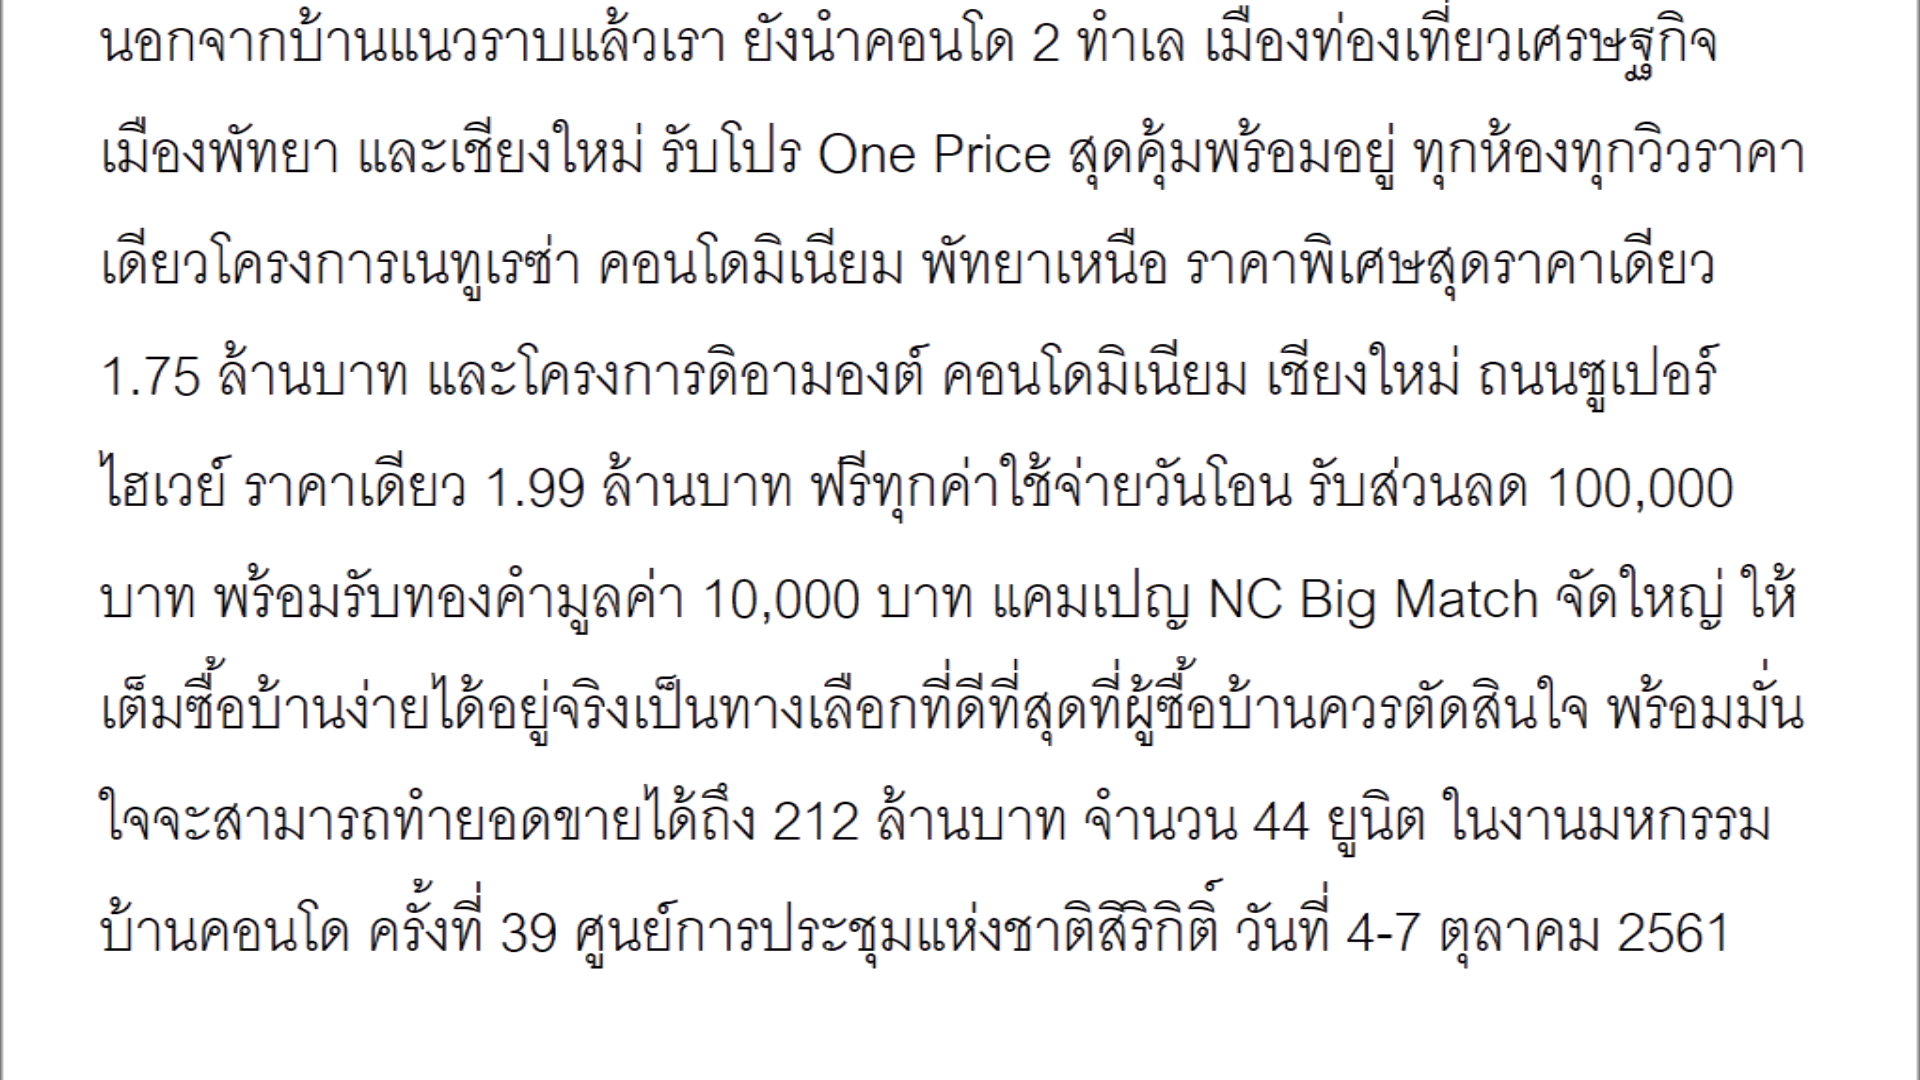 นอกจากบ้านแนวราบแล้วเรา ยังนำคอนโด 2 ทำเล เมืองท่องเที่ยวเศรษฐกิจ
เมืองพัทยา และเชียงใหม่ รับโปร One Price สุดคุ้มพร้อมอยู่ ทุกห้องทุกวิวราคา
เดียวโครงการเนทูเรซ่า คอนโดมิเนียม พัทยาเหนือ ราคาพิเศษสุดราคาเดียว
1.75 ล้านบาท และโครงการดิอามองต์ คอนโดมิเนียม เชียงใหม่ ถนนซูเปอร์
ไฮเวย์ ราคาเดียว 1.99 ล้านบาท ฟรีทุกค่าใช้จ่ายวันโอน รับส่วนลด 100,000
บาท พร้อมรับทองคำมูลค่า 10,000 บาท แคมเปญ NC Big Match จัดใหญ่ ให้
เต็มซื้อบ้านง่ายได้อยู่จริงเป็นทางเลือกที่ดีที่สุดที่ผู้ซื้อบ้านควรตัดสินใจ พร้อมมั่น
ใจจะสามารถทำยอดขายได้ถึง 212 ล้านบาท จำนวน 44 ยูนิต ในงานมหกรรม
บ้านคอนโด ครั้งที่ 39 ศูนย์การประชุมแห่งชาติสิริกิติ์ วันที่ 4-7 ตุลาคม 2561